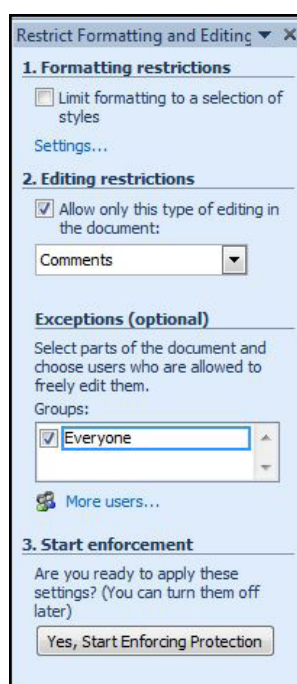 Restrict Formatting and Editing
1. Formatting restrictions
Limit formatting to a selection of
styles
Settings...
2. Editing restrictions
Allow only this type of editing in
the document:
Comments
Exceptions (optional)
Select parts of the document and
choose users who are allowed to
freely edit them.
Groups:
Everyone
More users...
3. Start enforcement
Are you ready to apply these
settings? (You can turn them off
later)
Yes, Start Enforcing Protection